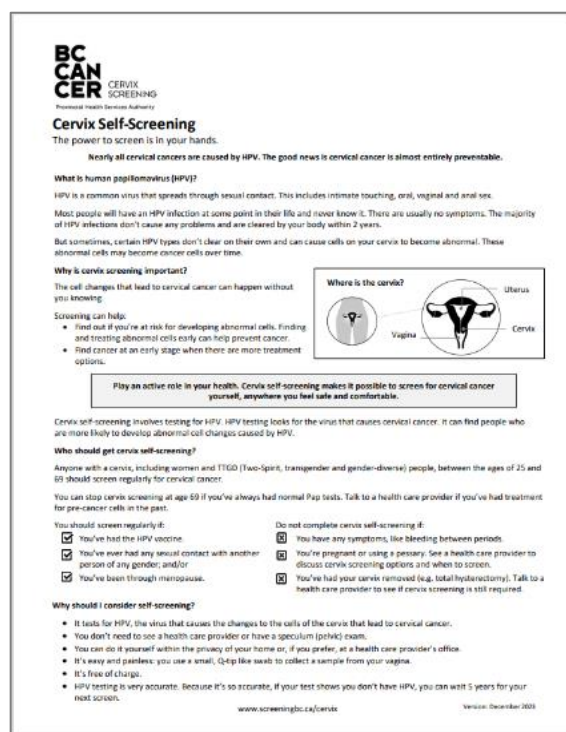 BC
CAN
CER CERVIX
SCREENING
Provincial Health Services Authority
Cervix Self-Screening
The power to screen is in your hands.
Nearly all cervical cancers are caused by HPV. The good news is cervical cancer is almost entirely preventable.
What is human papillomavirus (HPV)?
HPV is a common virus that spreads through sexual contact. This includes intimate touching, oral, vaginal and anal sex.
Most people will have an HPV infection at some point in their life and never know it. There are usually no symptoms. The majority
of HPV infections don't cause any problems and are cleared by your body within 2 years.
But sometimes, certain HPV types don't clear on their own and can cause cells on your cervix to become abnormal. These
abnormal cells may become cancer cells over time.
Why is cervix screening important?
The cell changes that lead to cervical cancer can happen without
you knowing.
Screening can help:
• Find out if you're at risk for developing abnormal cells. Finding
and treating abnormal cells early can help prevent cancer.
• Find cancer at an early stage when there are more treatment
options.
Where is the cervix?
Uterus
Cervix
Vagina
Play an active role in your health. Cervix self-screening makes it possible to screen for cervical cancer
yourself, anywhere you feel safe and comfortable.
Cervix self-screening involves testing for HPV. HPV testing looks for the virus that causes cervical cancer. It can find people who
are more likely to develop abnormal cell changes caused by HPV.
Who should get cervix self-screening?
Anyone with a cervix, including women and TTGD (Two-Spirit, transgender and gender-diverse) people, between the ages of 25 and
69 should screen regularly for cervical cancer.
You can stop cervix screening at age 69 if you've always had normal Pap tests. Talk to a health care provider if you've had treatment
for pre-cancer cells in the past.
You should screen regularly if:
You've had the HPV vaccine.
You've ever had any sexual contact with another
person of any gender; and/or
You've been through menopause.
Do not complete cervix self-screening if:
You have any symptoms, like bleeding between periods.
You're pregnant or using a pessary. See a health care provider to
discuss cervix screening options and when to screen.
You've had your cervix removed (e.g. total hysterectomy). Talk to a
health care provider to see if cervix screening is still required.
Why should I consider self-screening?
• It tests for HPV, the virus that causes the changes to the cells of the cervix that lead to cervical cancer.
• You don't need to see a health care provider or have a speculum (pelvic) exam.
• You can do it yourself within the privacy of your home or, if you prefer, at a health care provider's office.
• It's easy and painless: you use a small, Q-tip like swab to collect a sample from your vagina.
• It's free of charge.
• HPV testing is very accurate. Because it's so accurate, if your test shows you don't have HPV, you can wait 5 years for your
next screen.
www.screeningbc.ca/cervix
Version: December 2023